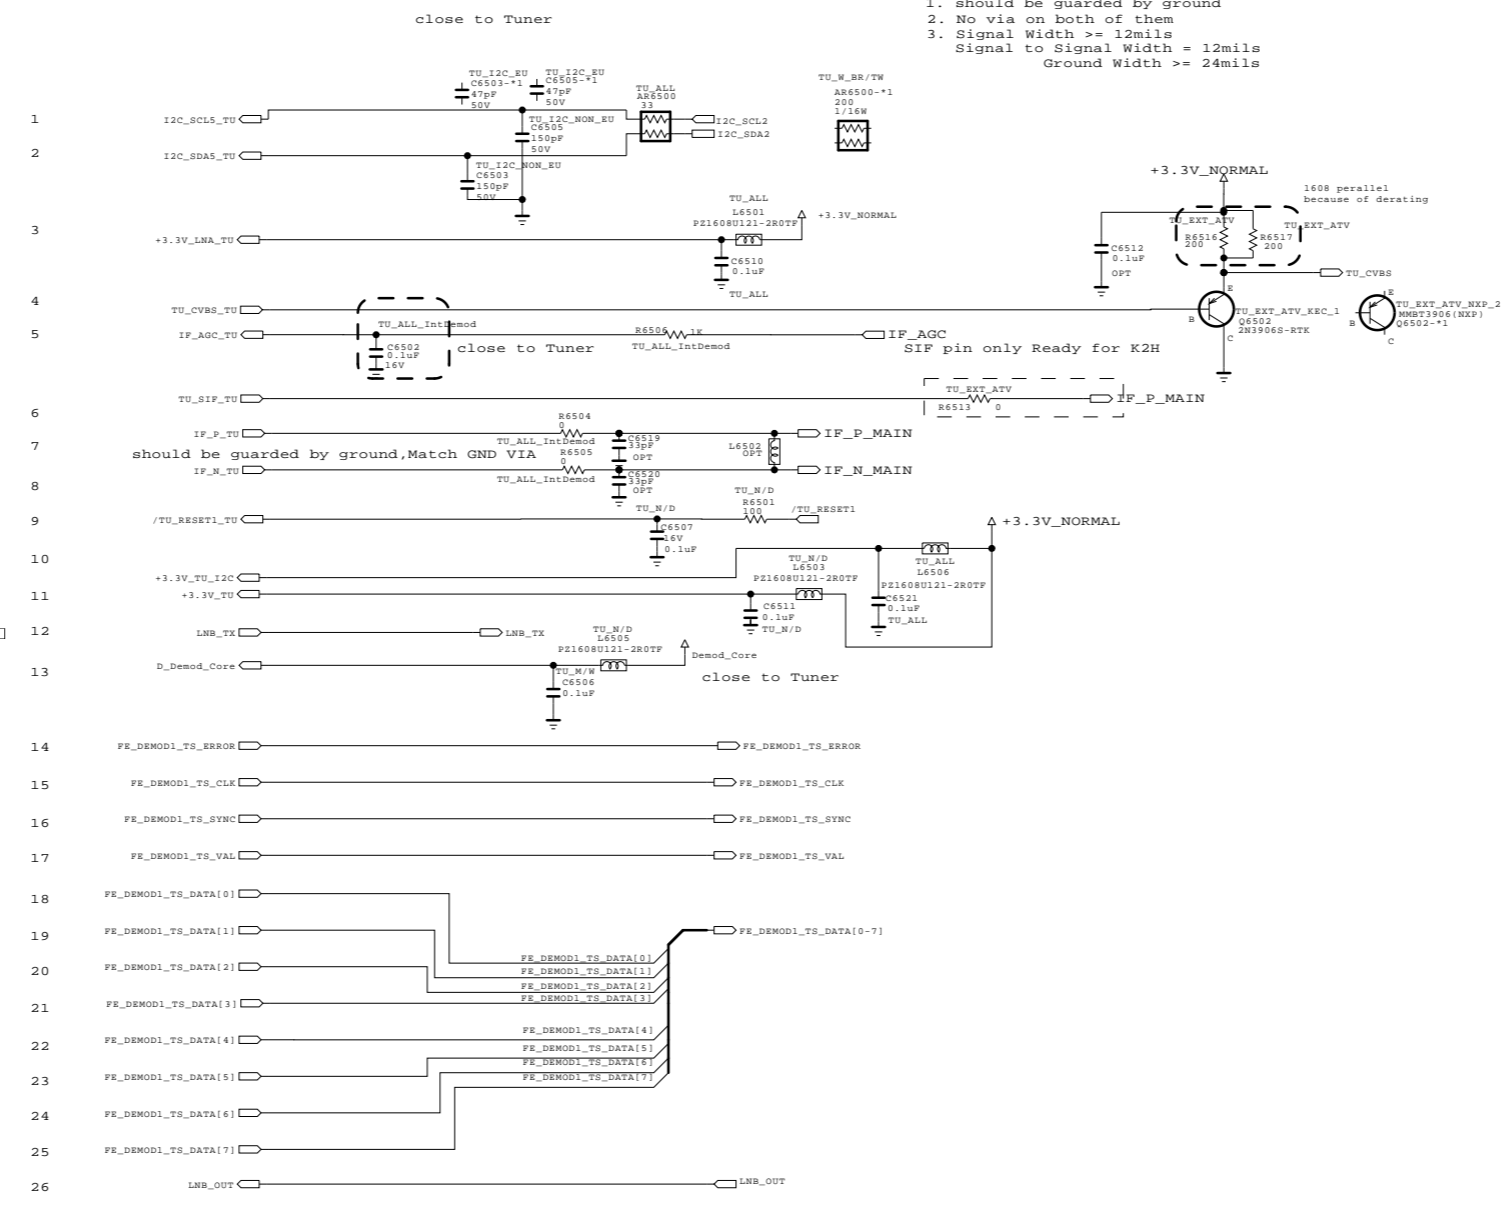 1. should be guarded by ground
2. No via on both of them
3. Signal Width >= 12mils
Signal to Signal Width = 12mils
Ground Width >= 24mils
close to Tuner
TU_I2C_EU
C6503-*1
47pF
50V
TU_I2C_EU
C6505-*1
47pF
50V
TU_ALL
AR6500
33
TU_W_BR/TW
AR6500-*1
200
1/16W
1
I2C_SCL5_TU
TU_I2C_NON_EU
C6505
150pF
50V
I2C_SCL2
I2C_SDA2
2
I2C_SDA5_TU
TU_I2C_NON_EU
C6503
150pF
50V
+3.3V_NORMAL
1608 perallel
because of derating
TU_EXT_ATV
R6516
200
R6517
200
TU_EXT_ATV
C6512
0.1uF
OPT
TU_CVBS
3
+3.3V_LNA_TU
TU_ALL
L6501
PZ1608U121-2R0TF
+3.3V_NORMAL
C6510
0.1uF
TU_ALL
4
TU_CVBS_TU
E
B
C
TU_EXT_ATV_KEC_1
Q6502
2N3906S-RTK
E
B
C
TU_EXT_ATV_NXP_2
MMBT3906(NXP)
Q6502-*1
5
IF_AGC_TU
TU_ALL_IntDemod
C6502
0.1uF
16V
close to Tuner
R6506
1K
TU_ALL_IntDemod
IF_AGC
SIF pin only Ready for K2H
6
TU_SIF_TU
TU_EXT_ATV
R6513
0
IF_P_MAIN
7
IF_P_TU
R6504
0
TU_ALL_IntDemod
C6519
33pF
OPT
L6502
OPT
IF_P_MAIN
should be guarded by ground,Match GND VIA
8
IF_N_TU
R6505
0
TU_ALL_IntDemod
C6520
33pF
OPT
IF_N_MAIN
9
/TU_RESET1_TU
TU_N/D
C6507
16V
0.1uF
TU_N/D
R6501
100
/TU_RESET1
+3.3V_NORMAL
10
+3.3V_TU_I2C
TU_ALL
L6506
PZ1608U121-2R0TF
C6521
0.1uF
TU_ALL
11
+3.3V_TU
TU_N/D
L6503
PZ1608U121-2R0TF
C6511
0.1uF
TU_N/D
12
LNB_TX
LNB_TX
13
D_Demod_Core
TU_N/D
L6505
PZ1608U121-2R0TF
Demod_Core
TU_M/W
C6506
0.1uF
close to Tuner
14
FE_DEMOD1_TS_ERROR
FE_DEMOD1_TS_ERROR
15
FE_DEMOD1_TS_CLK
FE_DEMOD1_TS_CLK
16
FE_DEMOD1_TS_SYNC
FE_DEMOD1_TS_SYNC
17
FE_DEMOD1_TS_VAL
FE_DEMOD1_TS_VAL
18
FE_DEMOD1_TS_DATA[0]
19
FE_DEMOD1_TS_DATA[1]
FE_DEMOD1_TS_DATA[0-7]
20
FE_DEMOD1_TS_DATA[2]
FE_DEMOD1_TS_DATA[0]
FE_DEMOD1_TS_DATA[1]
FE_DEMOD1_TS_DATA[2]
FE_DEMOD1_TS_DATA[3]
21
FE_DEMOD1_TS_DATA[3]
22
FE_DEMOD1_TS_DATA[4]
FE_DEMOD1_TS_DATA[4]
FE_DEMOD1_TS_DATA[5]
FE_DEMOD1_TS_DATA[6]
FE_DEMOD1_TS_DATA[7]
23
FE_DEMOD1_TS_DATA[5]
24
FE_DEMOD1_TS_DATA[6]
25
FE_DEMOD1_TS_DATA[7]
26
LNB_OUT
LNB_OUT